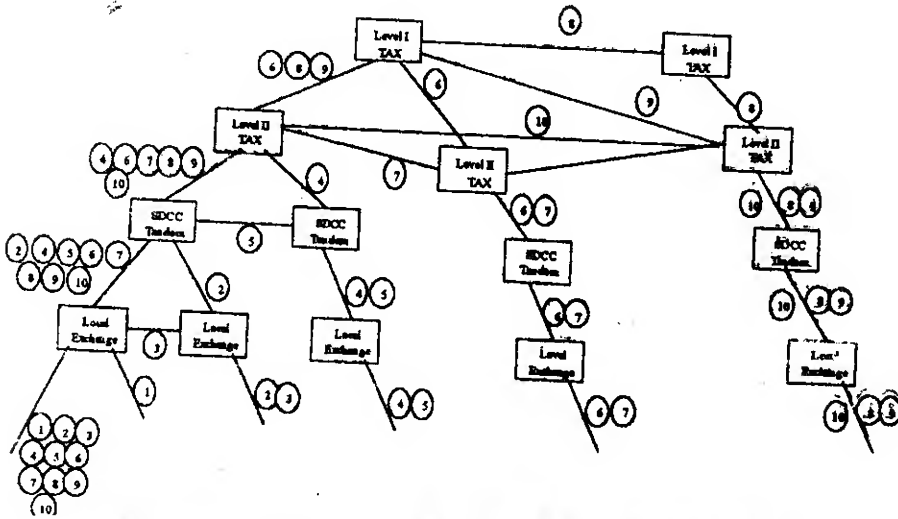 8
Level I
TAX
Level I
TAX
6 8 9
6
9
8
Level II
TAX
10
Level II
TAX
7
Level II
TAX
4 6 7 8 9
10
4
6 7
10
8
SDCC
Tandem
5
SDCC
Tandem
SDCC
Tandem
SDCC
Tandem
2 4 5 6 7
8 9 10
2
4 5
6 7
10
8 9
Local
Exchange
3
Local
Exchange
Local
Exchange
Exchange
Exchange
1
2 3
4 5
6 7
10
1 2 3
4 5 6
7 8 9
10